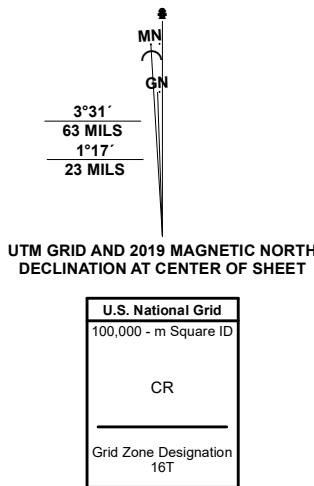 MN
GN
3°31´
63 MILS
1°17´
23 MILS
UTM GRID AND 2019 MAGNETIC NORTH
DECLINATION AT CENTER OF SHEET
U.S. National Grid
100,000 - m Square ID
CR
Grid Zone Designation
16T